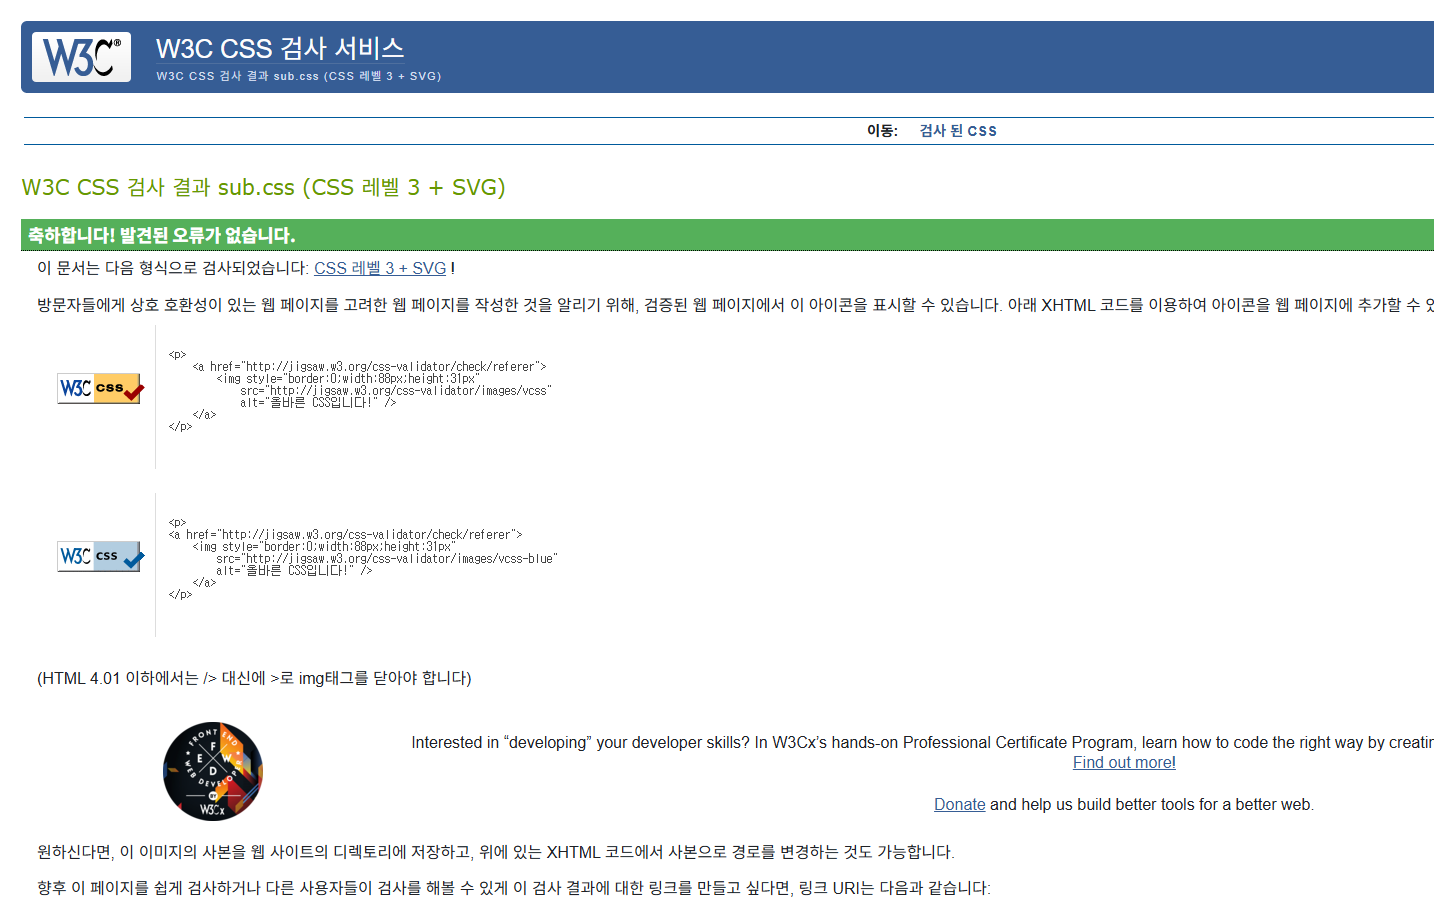 W3C®
W3C CSS 검사 서비스
W3C CSS 검사 결과 sub.css (CSS 레벨 3 + SVG)
이동: 검사 된 CSS
W3C CSS 검사 결과 sub.css (CSS 레벨 3 + SVG)
축하합니다! 발견된 오류가 없습니다.
이 문서는 다음 형식으로 검사되었습니다: CSS 레벨 3 + SVG !
방문자들에게 상호 호환성이 있는 웹 페이지를 고려한 웹 페이지를 작성한 것을 알리기 위해, 검증된 웹 페이지에서 이 아이콘을 표시할 수 있습니다. 아래 XHTML 코드를 이용하여 아이콘을 웹 페이지에 추가할 수
W3C css
<p>
<a href="http://jigsaw.w3.org/css-validator/check/referer">
<img style="border:0;width:88px;height:31px"
src="http://jigsaw.w3.org/css-validator/images/vcss"
alt="올바른 CSS입니다!" />
</a>
</p>
W3C css
<p>
<a href="http://jigsaw.w3.org/css-validator/check/referer">
<img style="border:0;width:88px;height:31px"
src="http://jigsaw.w3.org/css-validator/images/vcss-blue"
alt="올바른 CSS입니다!" />
</a>
</p>
(HTML 4.01 이하에서는 /> 대신에 >로 img태그를 닫아야 합니다)
FRONT END
F E W D
WEB DEVELOPER
BY
W3Cx
Interested in “developing” your developer skills? In W3Cx’s hands-on Professional Certificate Program, learn how to code the right way by
Find out more!
Donate and help us build better tools for a better web.
원하신다면, 이 이미지의 사본을 웹 사이트의 디렉토리에 저장하고, 위에 있는 XHTML 코드에서 사본으로 경로를 변경하는 것도 가능합니다.
향후 이 페이지를 쉽게 검사하거나 다른 사용자들이 검사를 해볼 수 있게 이 검사 결과에 대한 링크를 만들고 싶다면, 링크 URI는 다음과 같습니다: